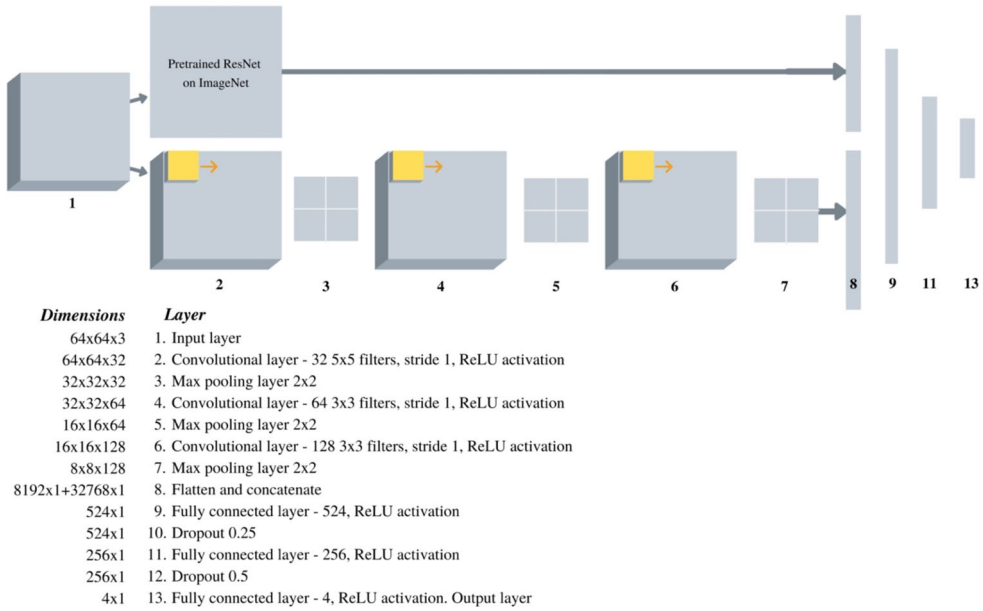 Pretrained ResNet
on ImageNet
1
2
3
4
5
6
7
8
9
11
13
Dimensions Layer
64x64x3 1. Input layer
64x64x32 2. Convolutional layer - 32 5x5 filters, stride 1, ReLU activation
32x32x32 3. Max pooling layer 2x2
32x32x64 4. Convolutional layer - 64 3x3 filters, stride 1, ReLU activation
16x16x64 5. Max pooling layer 2x2
16x16x128 6. Convolutional layer - 128 3x3 filters, stride 1, ReLU activation
8x8x128 7. Max pooling layer 2x2
8192x1+32768x1 8. Flatten and concatenate
524x1 9. Fully connected layer - 524, ReLU activation
524x1 10. Dropout 0.25
256x1 11. Fully connected layer - 256, ReLU activation
256x1 12. Dropout 0.5
4x1 13. Fully connected layer - 4, ReLU activation. Output layer